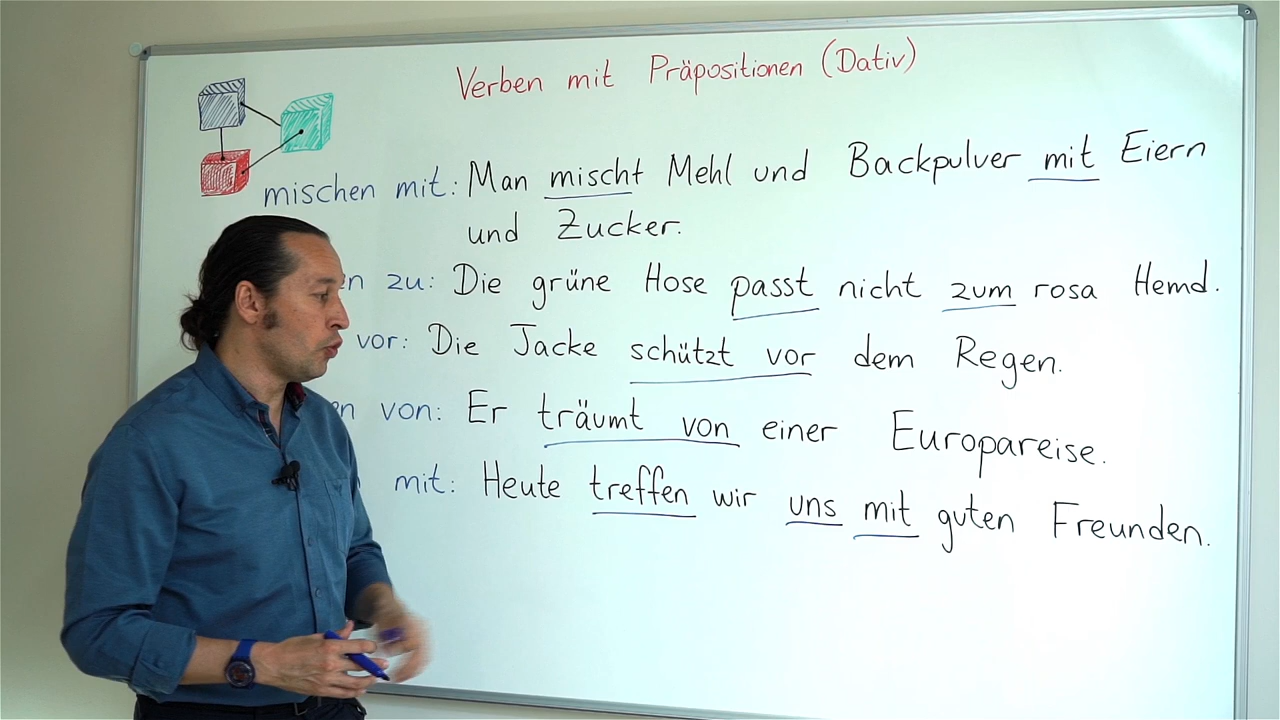 Verben mit Präpositionen (Dativ)
mischen mit: Man mischt Mehl und Backpulver mit Eiern
und Zucker.
zu: Die grüne Hose passt nicht zum rosa Hemd.
vor: Die Jacke schützt vor dem Regen.
von: Er träumt von einer Europareise.
mit: Heute treffen wir uns mit guten Freunden.